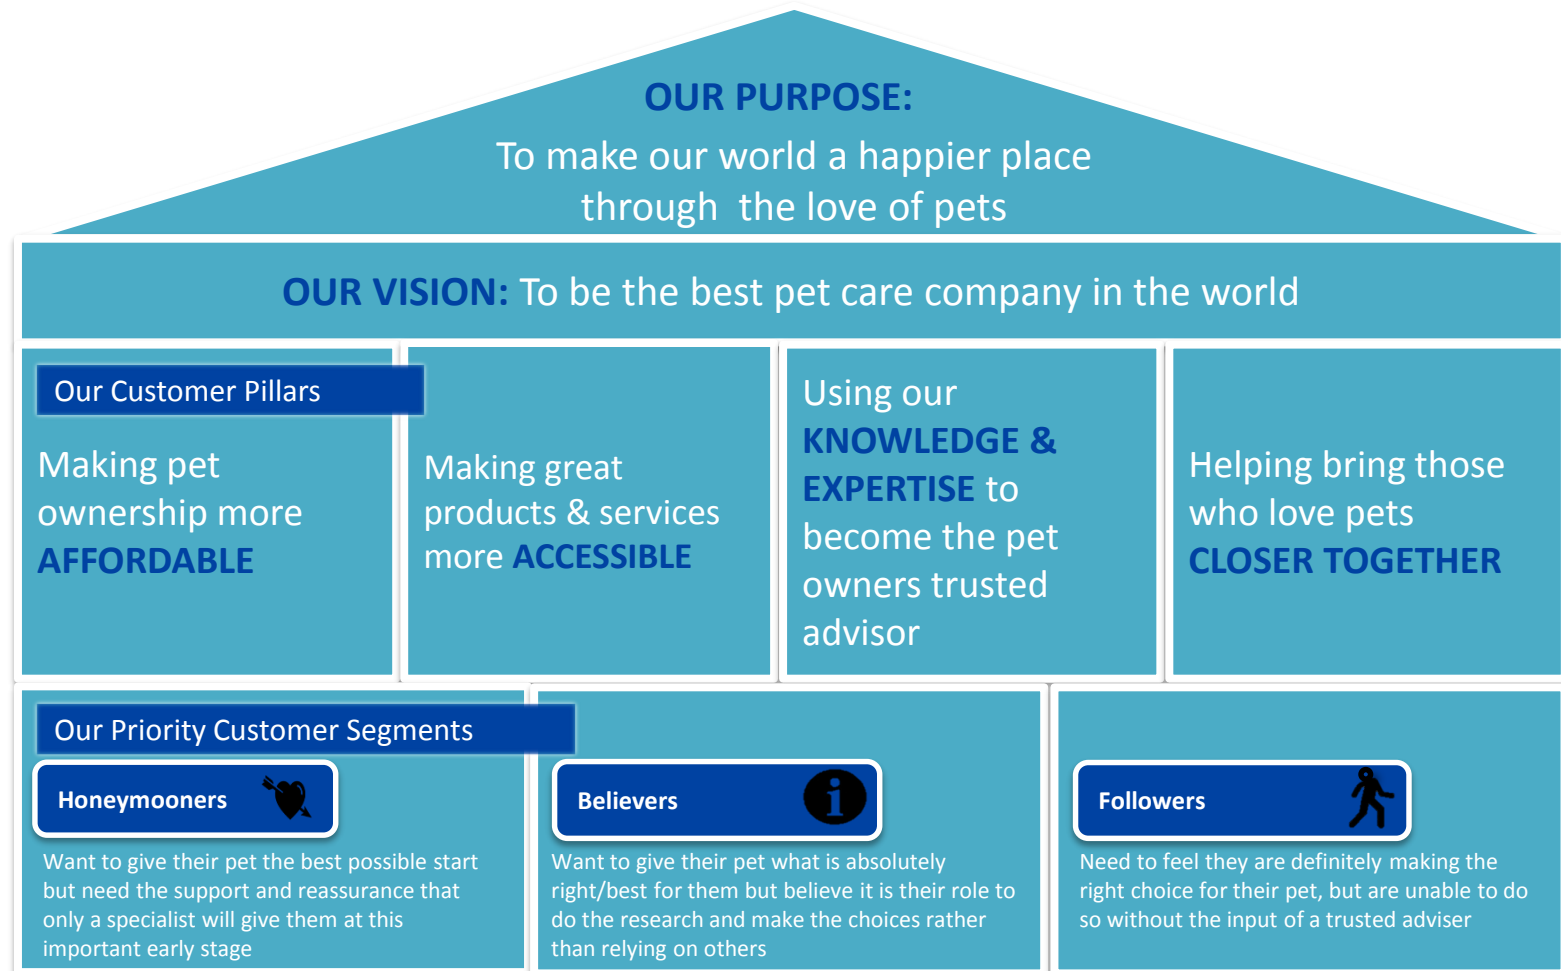 OUR PURPOSE:
To make our world a happier place
through the love of pets
OUR VISION: To be the best pet care company in the world
Our Customer Pillars
Making pet
ownership more
AFFORDABLE
Making great
products & services
more ACCESSIBLE
Using our
KNOWLEDGE &
EXPERTISE to
become the pet
owners trusted
advisor
Helping bring those
who love pets
CLOSER TOGETHER
Our Priority Customer Segments
Honeymooners
Want to give their pet the best possible start
but need the support and reassurance that
only a specialist will give them at this
important early stage
Believers
i
Want to give their pet what is absolutely
right/best for them but believe it is their role to
do the research and make the choices rather
than relying on others
Followers
Need to feel they are definitely making the
right choice for their pet, but are unable to do
so without the input of a trusted adviser